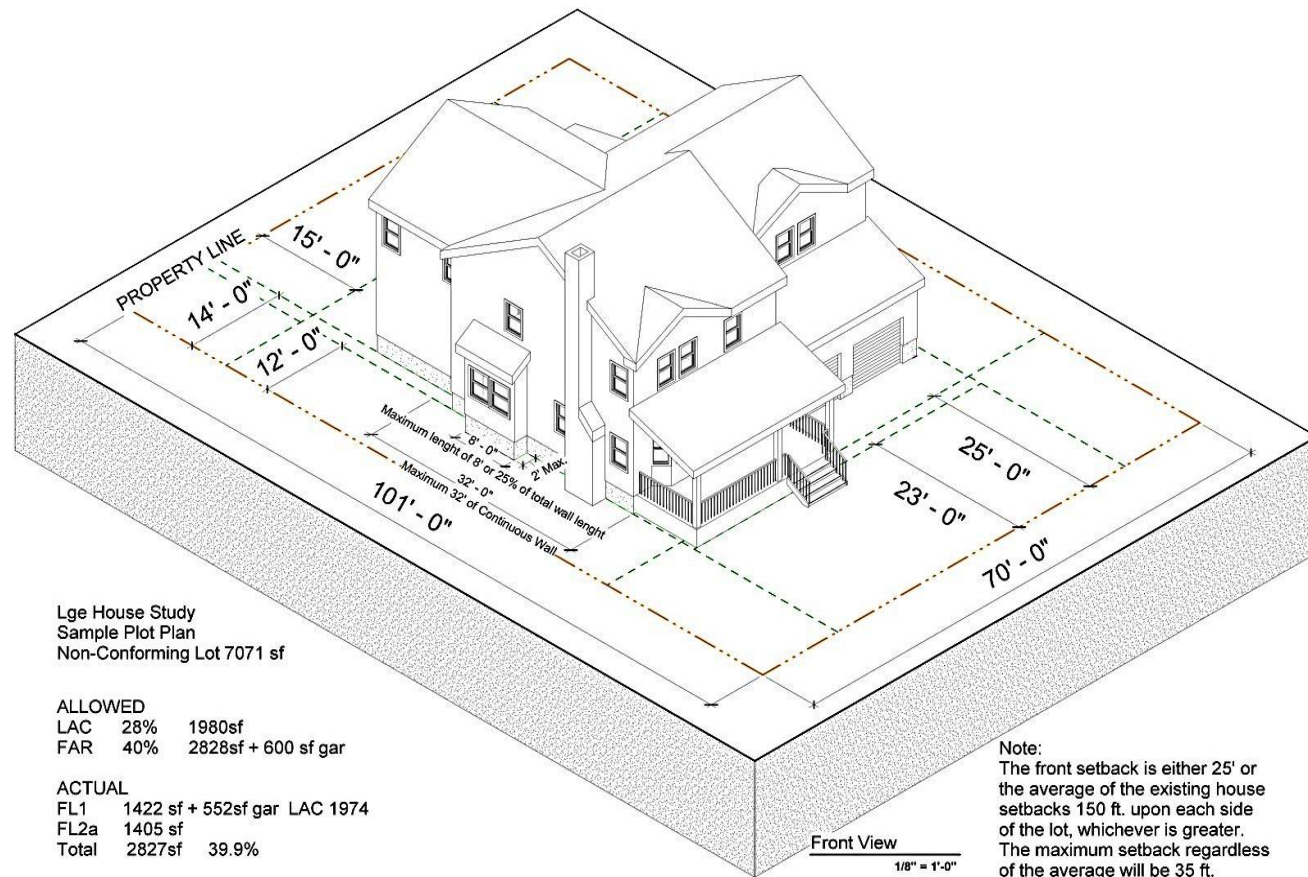 PROPERTY LINE
15' - 0"
14' - 0"
12' - 0"
Maximum lenght of 8' or 25% of total wall lenght
8' - 0"
2' Max.
32' - 0"
Maximum 32' of Continuous Wall
101' - 0"
25' - 0"
23' - 0"
70' - 0"
Lge House Study
Sample Plot Plan
Non-Conforming Lot 7071 sf
ALLOWED
LAC 28% 1980sf
FAR 40% 2828sf + 600 sf gar
ACTUAL
FL1 1422 sf + 552sf gar LAC 1974
FL2a 1405 sf
Total 2827sf 39.9%
Front View
1/8" = 1'-0"
Note:
The front setback is either 25' or
the average of the existing house
setbacks 150 ft. upon each side
of the lot, whichever is greater.
The maximum setback regardless
of the average will be 35 ft.